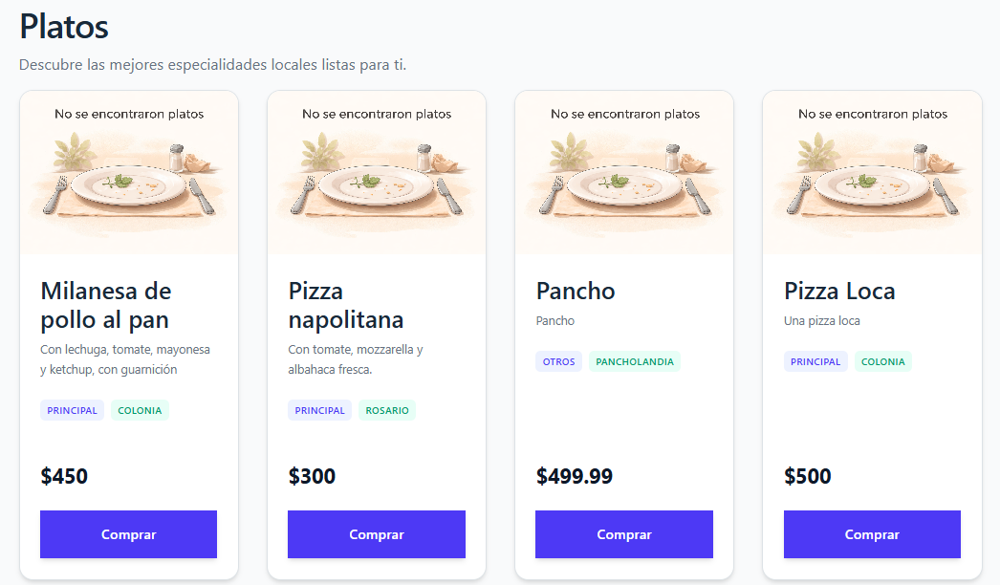 Platos
Descubre las mejores especialidades locales listas para ti.
No se encontraron platos
Milanesa de
pollo al pan
Con lechuga, tomate, mayonesa
y ketchup, con guarnición
PRINCIPAL
COLONIA
$450
Comprar
No se encontraron platos
Pizza
napolitana
Con tomate, mozzarella y
albahaca fresca.
PRINCIPAL
ROSARIO
$300
Comprar
No se encontraron platos
Pancho
Pancho
OTROS
PANCHOLANDIA
$499.99
Comprar
No se encontraron platos
Pizza Loca
Una pizza loca
PRINCIPAL
COLONIA
$500
Comprar